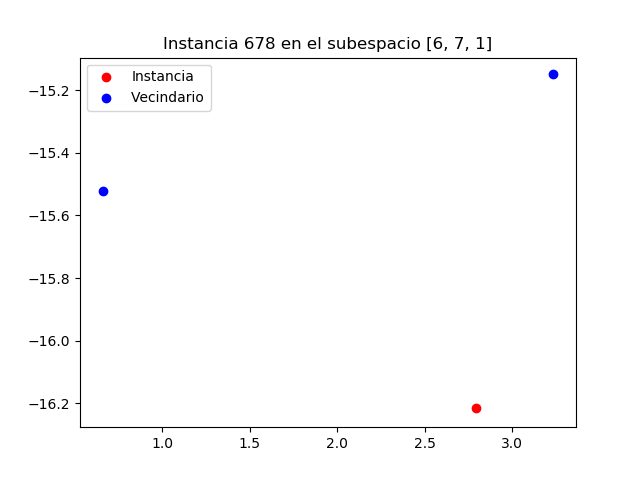 Instancia 678 en el subespacio [6, 7, 1]
Instancia
Vecindario
−15.2
−15.4
−15.6
−15.8
−16.0
−16.2
1.0 1.5 2.0 2.5 3.0